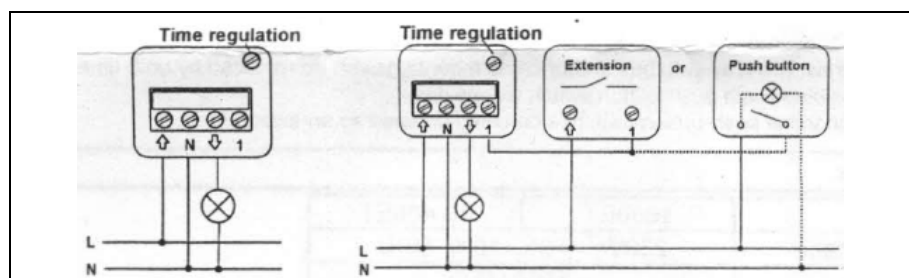 Time regulation
N 1
L
N
Time regulation
Extension
or
Push button
N 1
1
L
N